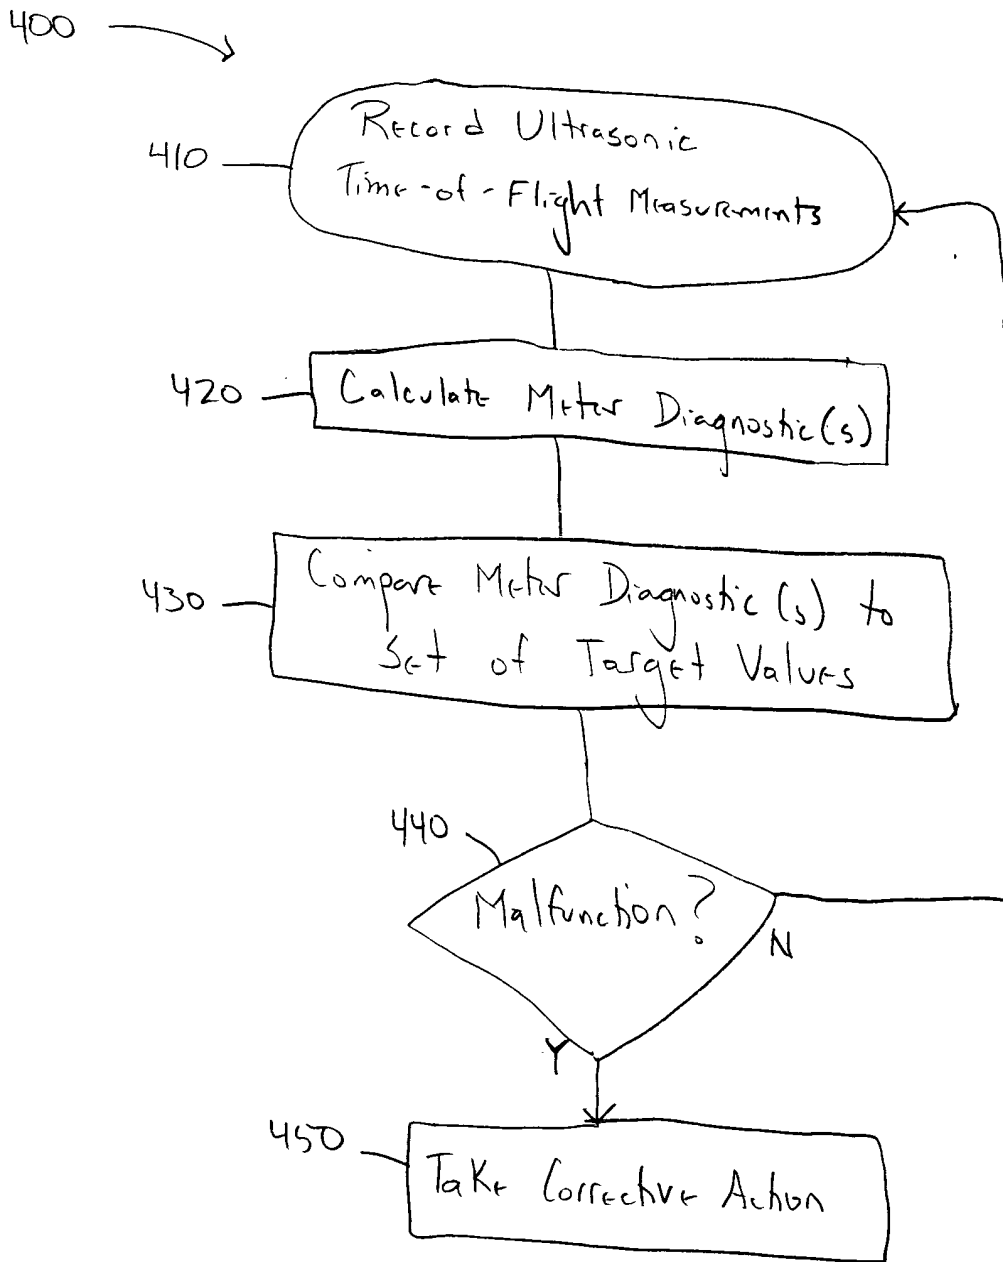 400
410
Record Ultrasonic
Time-of-Flight Measurements
420
Calculate Meter Diagnostic(s)
430
Compare Meter Diagnostic(s) to
Set of Target Values
440
Malfunction?
N
Y
450
Take Corrective Action